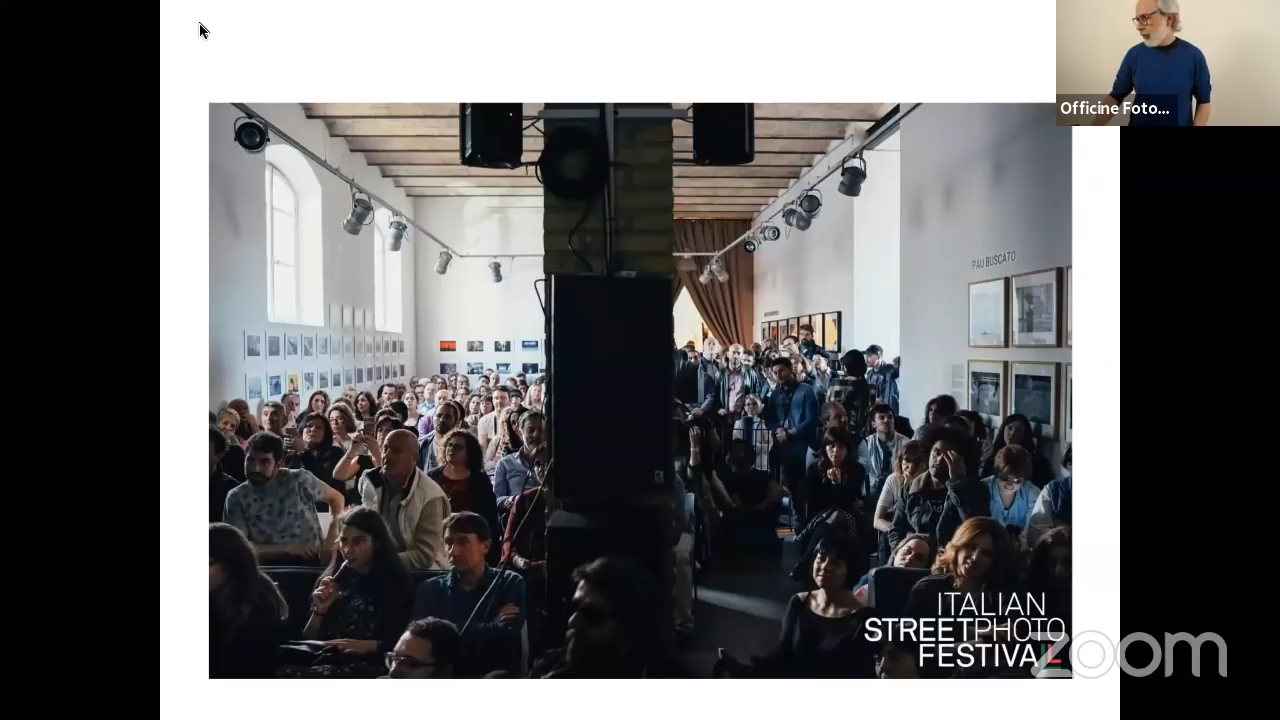 Officine Foto...
PAU BUSCATO
ITALIAN
STREETPHOTO
FESTIVAL
zoom